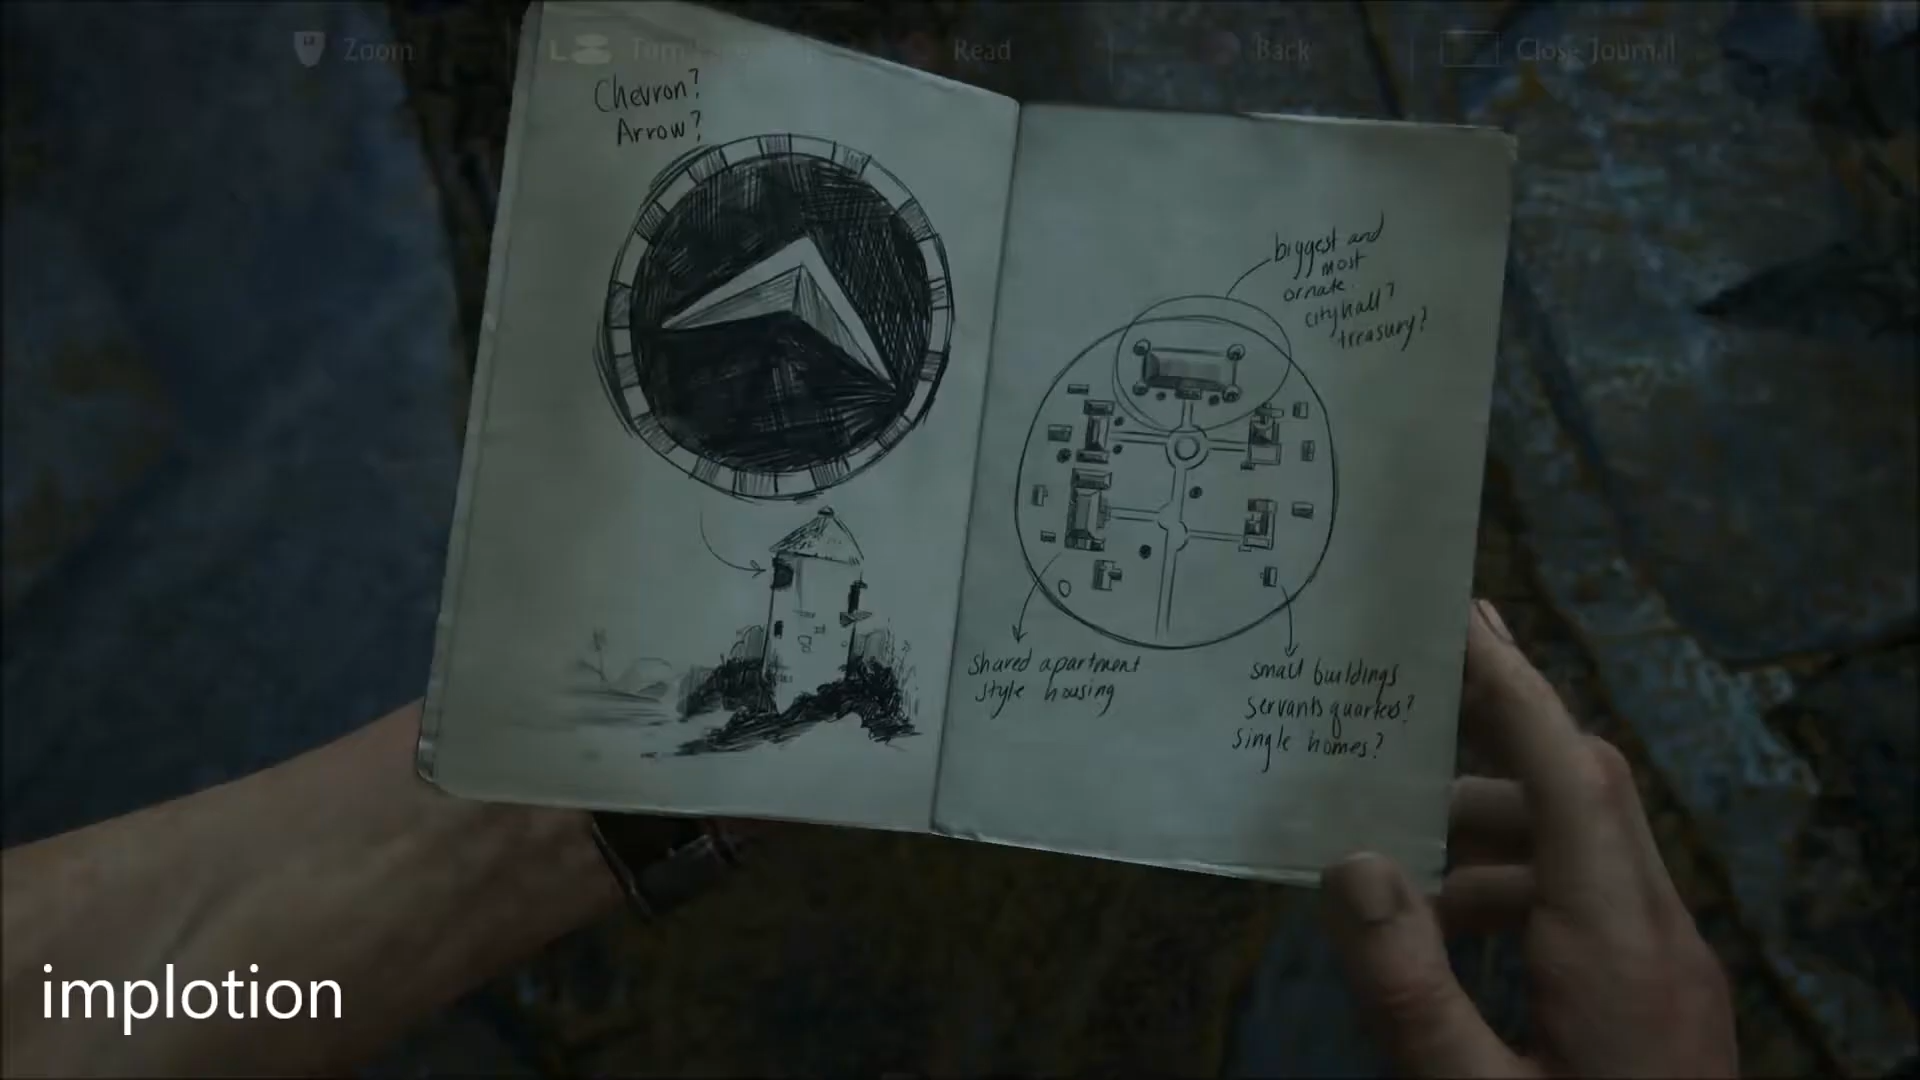 Zoom
L
Read
Back
Close Journal
Chevron?
Arrow?
biggest and
most
ornate.
city hall?
treasury?
shared apartment
style housing
small buildings
servants quarters?
single homes?
implotion